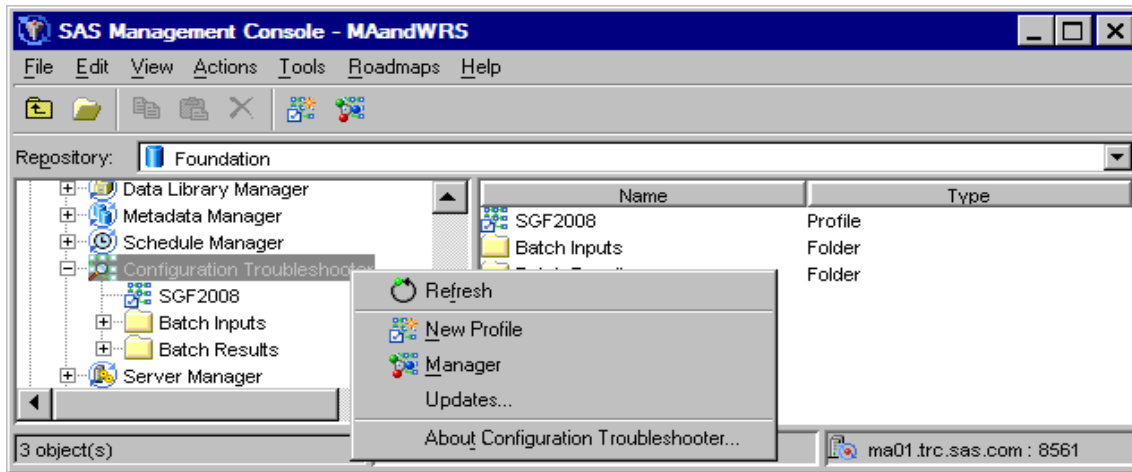 SAS Management Console - MAandWRS
File Edit View Actions Tools Roadmaps Help
Repository: Foundation
Data Library Manager
Metadata Manager
Schedule Manager
Configuration Troubleshooter
SGF2008
Batch Inputs
Batch Results
Server Manager
Name Type
SGF2008 Profile
Batch Inputs Folder
Folder
Refresh
New Profile
Manager
Updates...
About Configuration Troubleshooter...
3 object(s)
ma01.trc.sas.com : 8561